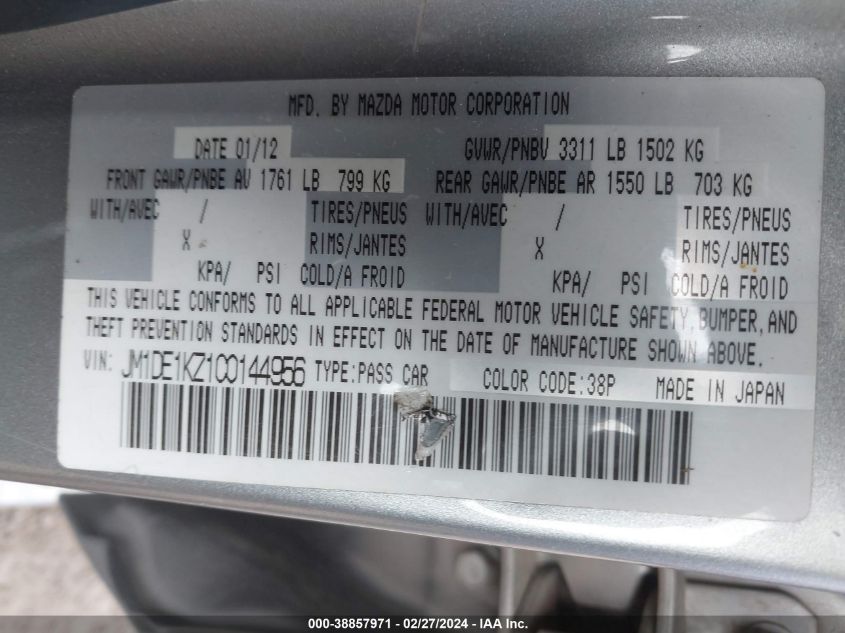 MFD. BY MAZDA MOTOR CORPORATION
DATE 01/12 GVWR/PNBV 3311 LB 1502 KG
FRONT GAWR/PNBE AV 1761 LB 799 KG REAR GAWR/PNBE AR 1550 LB 703 KG
WITH/AVEC / TIRES/PNEUS WITH/AVEC / TIRES/PNEUS
X RIMS/JANTES X RIMS/JANTES
KPA/ PSI COLD/A FROID KPA/ PSI COLD/A FROID
THIS VEHICLE CONFORMS TO ALL APPLICABLE FEDERAL MOTOR VEHICLE SAFETY, BUMPER, AND
THEFT PREVENTION STANDARDS IN EFFECT ON THE DATE OF MANUFACTURE SHOWN ABOVE.
VIN: JM1DE1KZ1C0144956 TYPE:PASS CAR COLOR CODE:38P MADE IN JAPAN
000-38857971 - 02/27/2024 - IAA Inc.